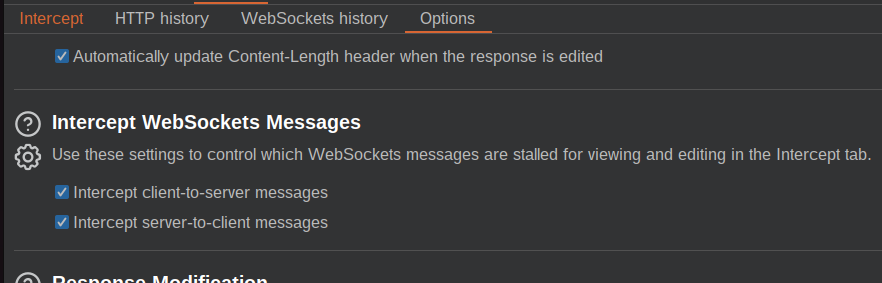 Intercept HTTP history WebSockets history Options
Automatically update Content-Length header when the response is edited
Intercept WebSockets Messages
Use these settings to control which WebSockets messages are stalled for viewing and editing in the Intercept tab.
Intercept client-to-server messages
Intercept server-to-client messages
Response Modification